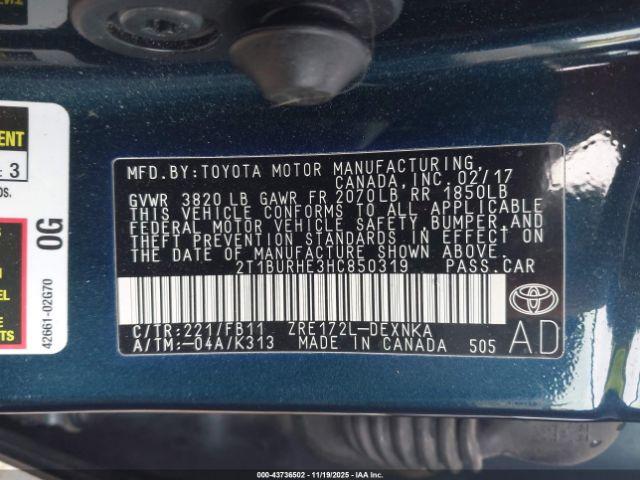 MFD.BY:TOYOTA MOTOR MANUFACTURING,
CANADA, INC. 02/17
GVWR 3820 LB GAWR FR 2070LB RR 1850LB
THIS VEHICLE CONFORMS TO ALL APPLICABLE
FEDERAL MOTOR VEHICLE SAFETY, BUMPER, AND
THEFT PREVENTION STANDARDS IN EFFECT ON
THE DATE OF MANUFACTURE SHOWN ABOVE.
2T1BURHE3HC850319 PASS.CAR
C/TR:221/FB11 ZRE172L-DEXNKA
A/TM:-04A/K313 MADE IN CANADA 505
AD
3
0G
42661-02G70
000-43736502 — 11/19/2025 — IAAI, Inc.